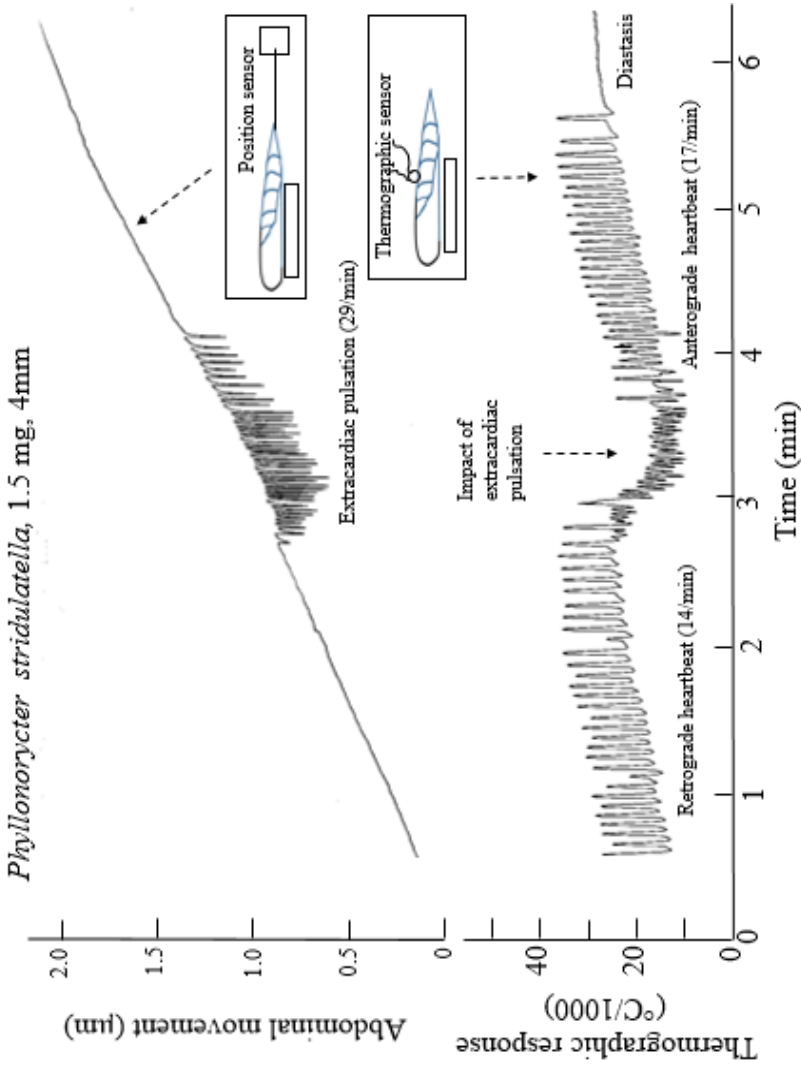 Phyllonorycter stridulatella, 1.5 mg, 4mm
Abdominal movement (μm)
2.0
1.5
1.0
0.5
0
Position sensor
Extracardiac pulsation (29/min)
Thermographic sensor
Thermographic response
(°C/1000)
40
20
0
Impact of
extracardiac
pulsation
Retrograde heartbeat (14/min)
Anterograde heartbeat (17/min)
Diastasis
0
1
2
3
4
5
6
Time (min)